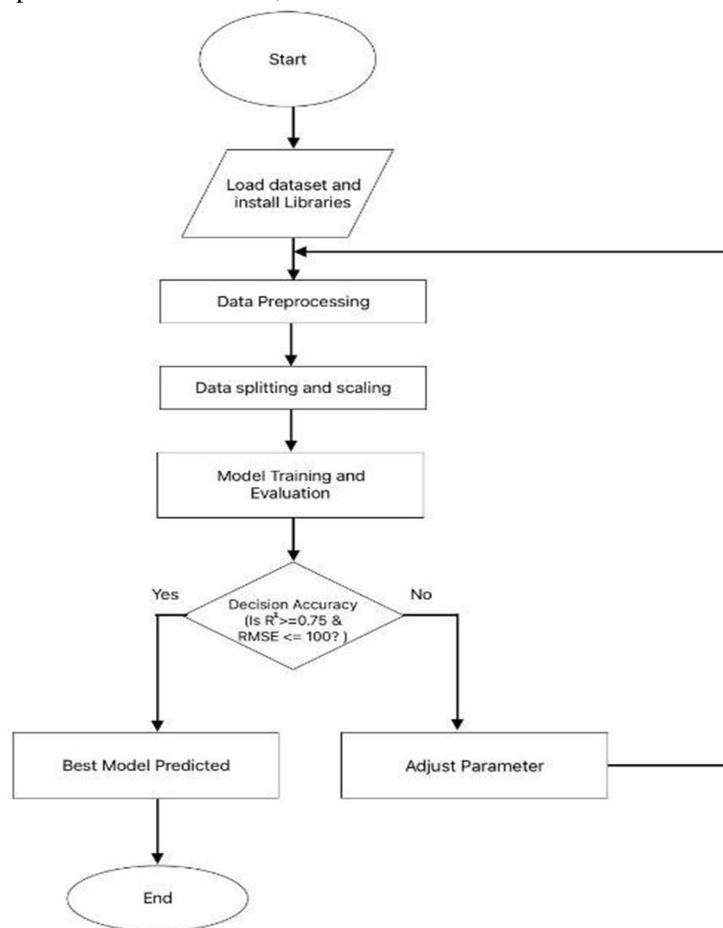 Start
Load dataset and
install Libraries
Data Preprocessing
Data splitting and scaling
Model Training and
Evaluation
Yes
No
Decision Accuracy
(Is R²>=0.75 &
RMSE <= 100? )
Best Model Predicted
Adjust Parameter
End